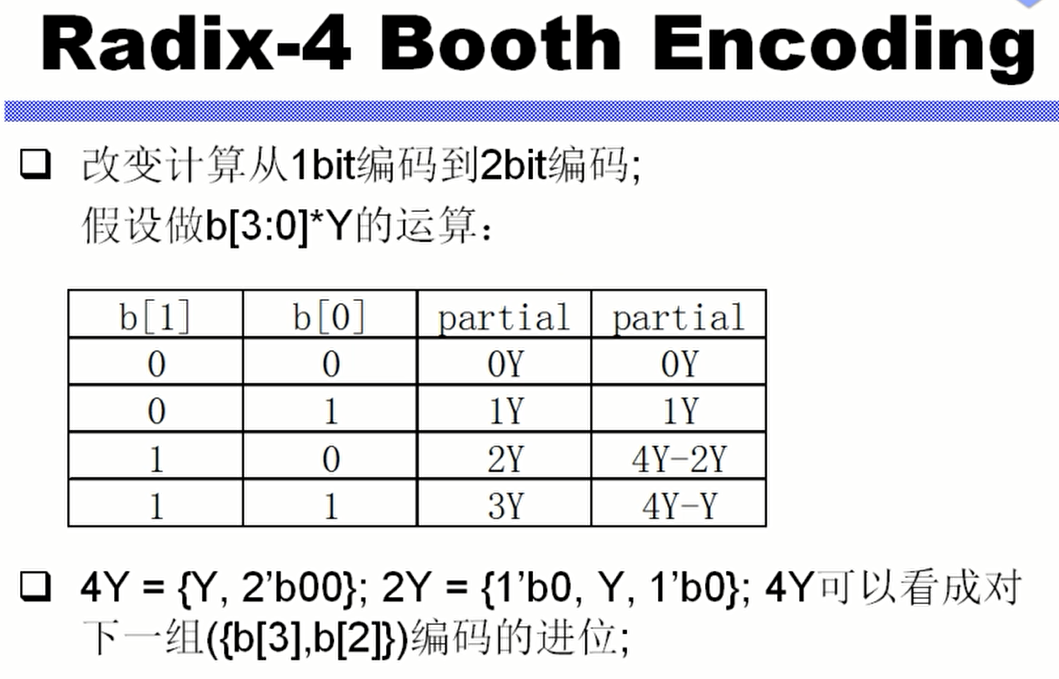 Radix-4 Booth Encoding
改变计算从1bit编码到2bit编码;
假设做b[3:0]*Y的运算：
b[1] b[0] partial partial
0 0 0Y 0Y
0 1 1Y 1Y
1 0 2Y 4Y-2Y
1 1 3Y 4Y-Y
4Y = {Y, 2’b00}; 2Y = {1’b0, Y, 1’b0}; 4Y可以看成对
下一组({b[3],b[2]})编码的进位;